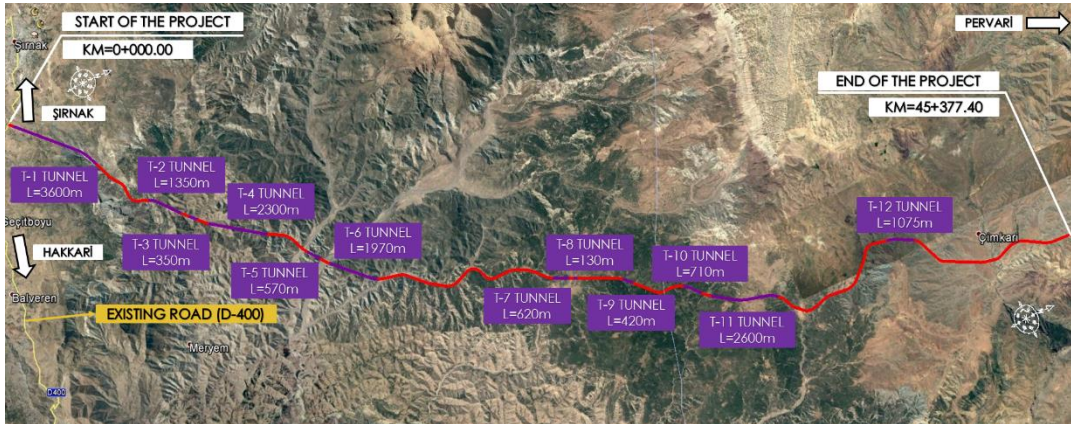 START OF THE PROJECT
KM=0+000.00
Şırnak
ŞIRNAK
PERVARİ
END OF THE PROJECT
KM=45+377.40
T-1 TUNNEL
L=3600m
T-2 TUNNEL
L=1350m
T-3 TUNNEL
L=350m
T-4 TUNNEL
L=2300m
T-5 TUNNEL
L=570m
T-6 TUNNEL
L=1970m
T-7 TUNNEL
L=620m
T-8 TUNNEL
L=130m
T-9 TUNNEL
L=420m
T-10 TUNNEL
L=710m
T-11 TUNNEL
L=2600m
T-12 TUNNEL
L=1075m
Çimkari
Seçitboyu
HAKKARİ
Balveren
EXISTING ROAD (D-400)
Meryem
D400